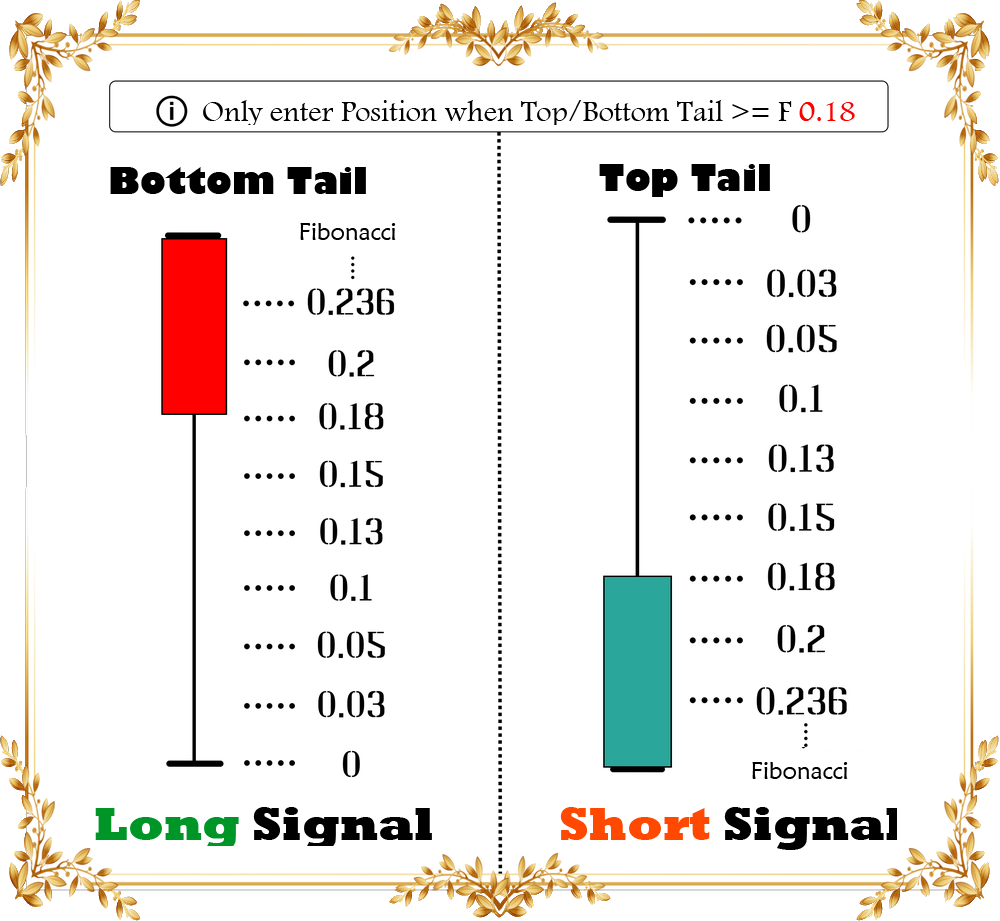 ⓘ Only enter Position when Top/Bottom Tail >= F 0.18
Bottom Tail
Fibonacci
0.236
0.2
0.18
0.15
0.13
0.1
0.05
0.03
0
Long Signal
Top Tail
0
0.03
0.05
0.1
0.13
0.15
0.18
0.2
0.236
Fibonacci
Short Signal